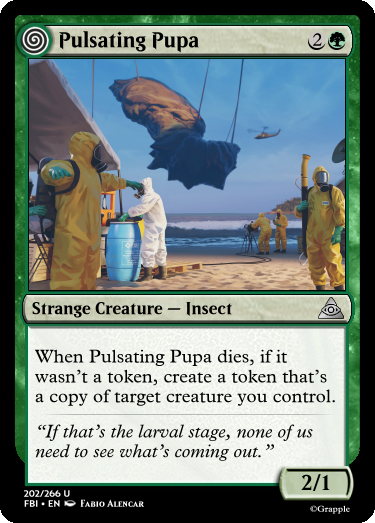 Pulsating Pupa 2
Strange Creature — Insect
When Pulsating Pupa dies, if it
wasn't a token, create a token that's
a copy of target creature you control.
“If that's the larval stage, none of us
need to see what's coming out.”
2/1
202/266 U
FBI • EN Fabio Alencar
©Grapple